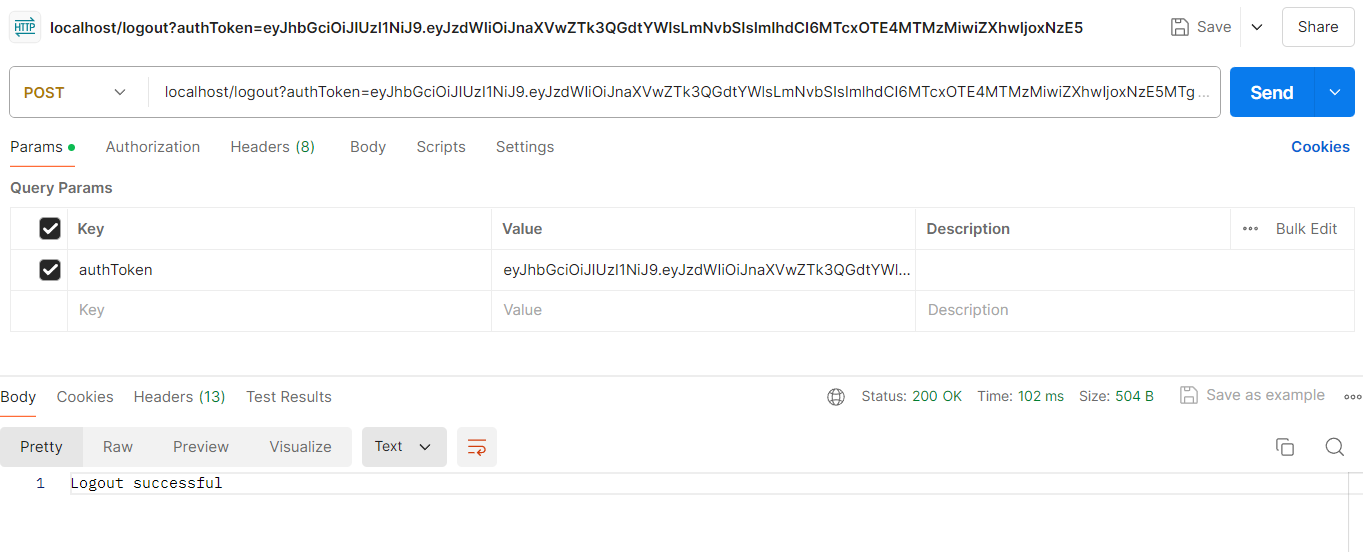 HTTP localhost/logout?authToken=eyJhbGciOiJIUzI1NiJ9.eyJzdWIiOiJnaXVwZTk3QGdtYWlsLmNvbSIsImlhdCI6MTcxOTE4MTMzMiwiZXhwIjoxNzE5 Save Share
POST localhost/logout?authToken=eyJhbGciOiJIUzI1NiJ9.eyJzdWIiOiJnaXVwZTk3QGdtYWlsLmNvbSIsImlhdCI6MTcxOTE4MTMzMiwiZXhwIjoxNzE5MTg ... Send
Params Authorization Headers (8) Body Scripts Settings Cookies
Query Params
Key Value Description Bulk Edit
authToken eyJhbGciOiJIUzI1NiJ9.eyJzdWIiOiJnaXVwZTk3QGdtYWl...
Key Value Description
Body Cookies Headers (13) Test Results Status: 200 OK Time: 102 ms Size: 504 B Save as example
Pretty Raw Preview Visualize Text
1 Logout successful